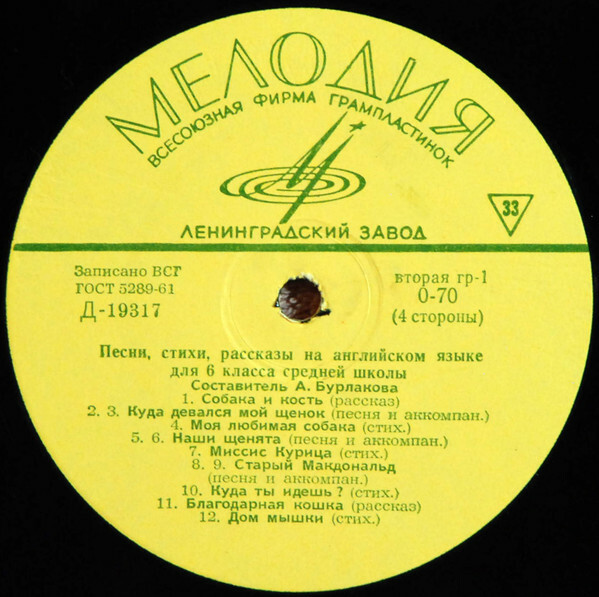 МЕЛОДИЯ
ВСЕСОЮЗНАЯ ФИРМА ГРАМПЛАСТИНОК
ЛЕНИНГРАДСКИЙ ЗАВОД
33
Записано ВСГ
ГОСТ 5289-61
Д-19317
вторая гр-1
0-70
(4 стороны)
Песни, стихи, рассказы на английском языке
для 6 класса средней школы
Составитель А. Бурлакова
1. Собака и кость (рассказ)
2. 3. Куда девался мой щенок (песня и аккомпан.)
4. Моя любимая собака (стих.)
5. 6. Наши щенята (песня и аккомпан.)
7. Миссис Курица (стих.)
8. 9. Старый Макдональд
(песня и аккомпан.)
10. Куда ты идешь? (стих.)
11. Благодарная кошка (рассказ)
12. Дом мышки (стих.)